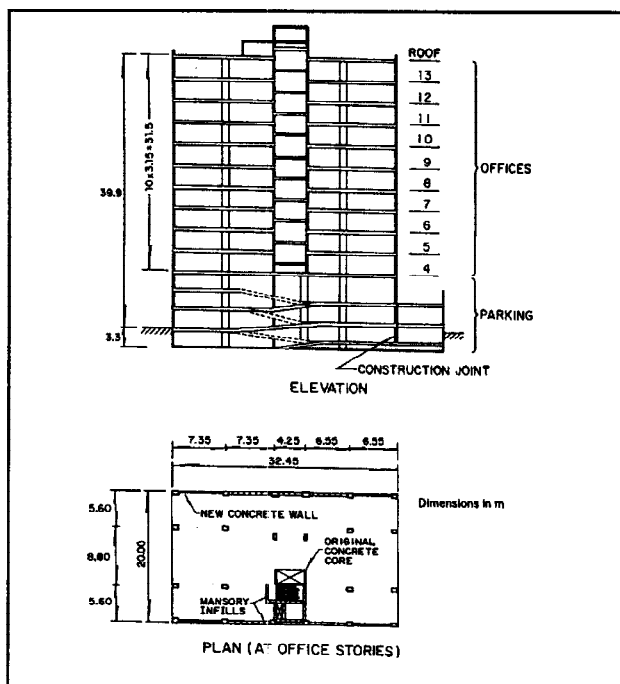 ROOF
13
12
11
10
9
8
7
6
5
4
OFFICES
PARKING
10x3.15=31.5
39.9
3.3
CONSTRUCTION JOINT
ELEVATION
7.35 7.35 4.25 6.55 6.55
32.45
5.60
8.80
5.60
20.00
Dimensions in m
NEW CONCRETE WALL
ORIGINAL
CONCRETE
CORE
MANSORY
INFILLS
PLAN (AT OFFICE STORIES)